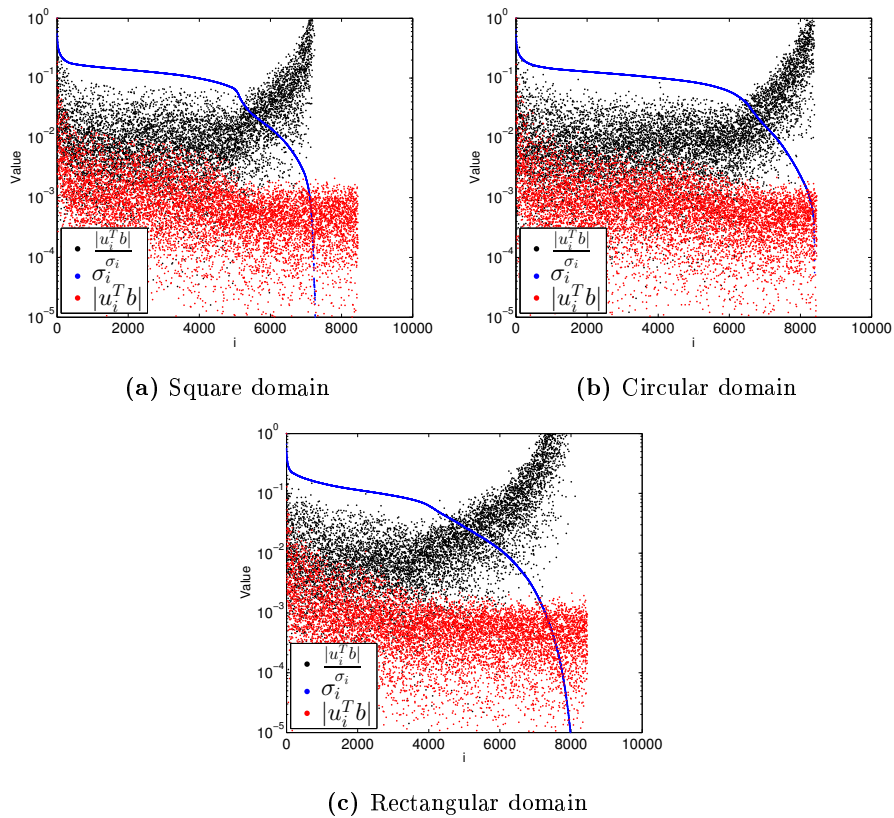 10^0
10^-1
10^-2
10^-3
10^-4
10^-5
Value
0 2000 4000 6000 8000 10000
i
|u_i^T b| / σ_i
σ_i
|u_i^T b|
(a) Square domain
10^0
10^-1
10^-2
10^-3
10^-4
10^-5
Value
0 2000 4000 6000 8000 10000
i
|u_i^T b| / σ_i
σ_i
|u_i^T b|
(b) Circular domain
10^0
10^-1
10^-2
10^-3
10^-4
10^-5
Value
0 2000 4000 6000 8000 10000
i
|u_i^T b| / σ_i
σ_i
|u_i^T b|
(c) Rectangular domain